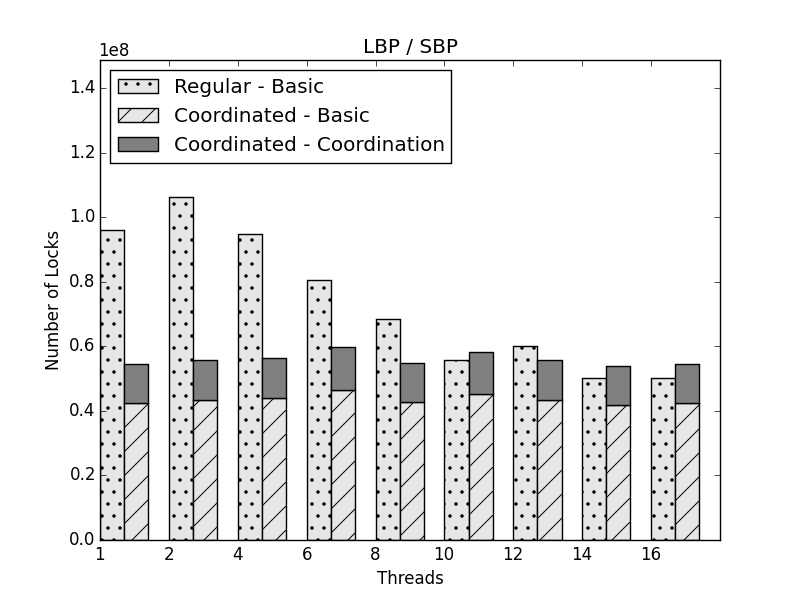 LBP / SBP
1e8
Regular - Basic
Coordinated - Basic
Coordinated - Coordination
Number of Locks
1.4
1.2
1.0
0.8
0.6
0.4
0.2
0.0
1 2 4 6 8 10 12 14 16
Threads